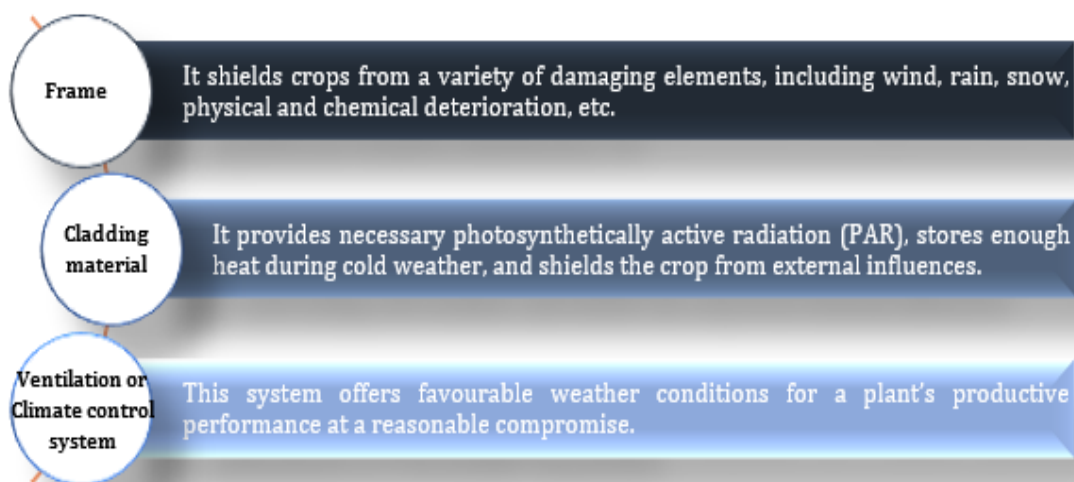 Frame
It shields crops from a variety of damaging elements, including wind, rain, snow,
physical and chemical deterioration, etc.
Cladding
material
It provides necessary photosynthetically active radiation (PAR), stores enough
heat during cold weather, and shields the crop from external influences.
Ventilation or
Climate control
system
This system offers favourable weather conditions for a plant's productive
performance at a reasonable compromise.